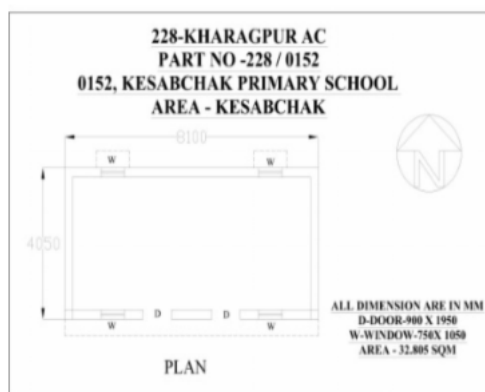 228-KHARAGPUR AC
PART NO -228 / 0152
0152, KESABCHAK PRIMARY SCHOOL
AREA - KESABCHAK
8100
W
W
N
4050
D
D
W
W
ALL DIMENSION ARE IN MM
D-DOOR-900 X 1950
W-WINDOW-750X 1050
AREA - 32.805 SQM
PLAN